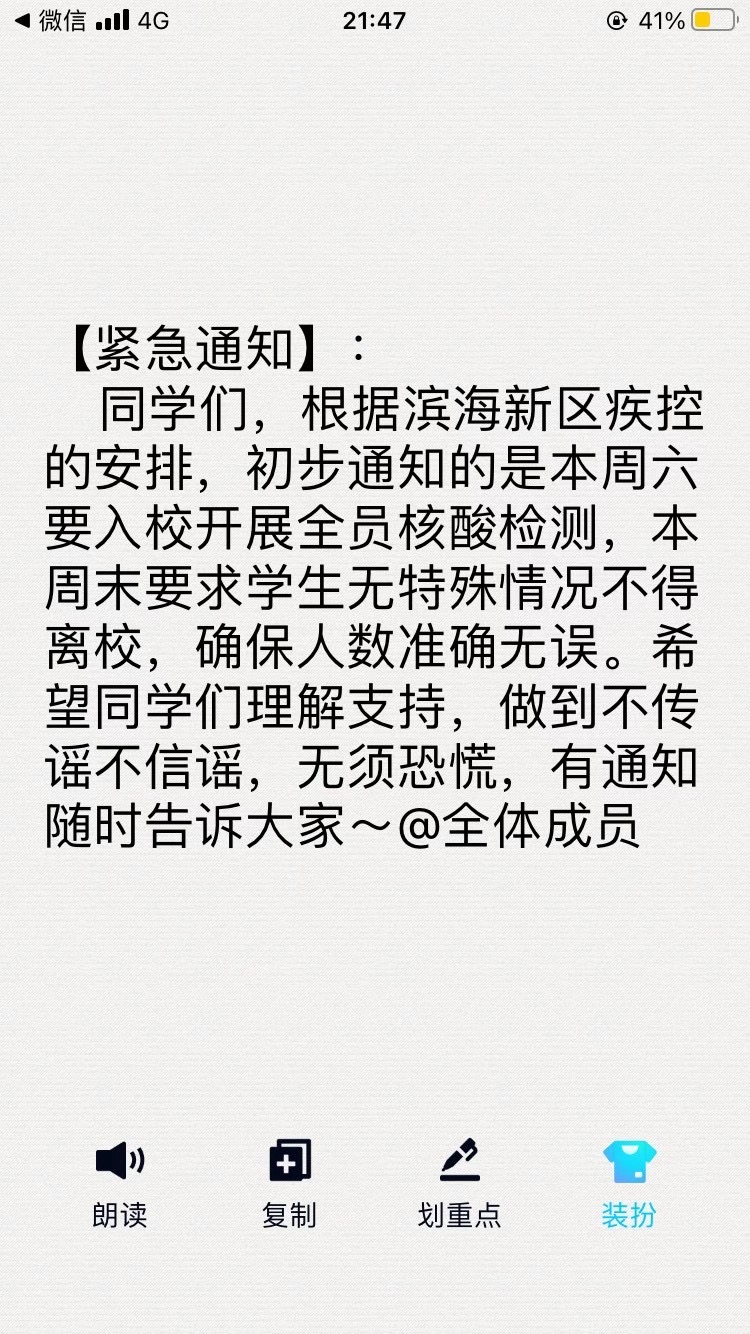 微信 4G 21:47 41%
【紧急通知】：
同学们，根据滨海新区疾控
的安排，初步通知的是本周六
要入校开展全员核酸检测，本
周末要求学生无特殊情况不得
离校，确保人数准确无误。希
望同学们理解支持，做到不传
谣不信谣，无须恐慌，有通知
随时告诉大家～@全体成员
朗读 复制 划重点 装扮